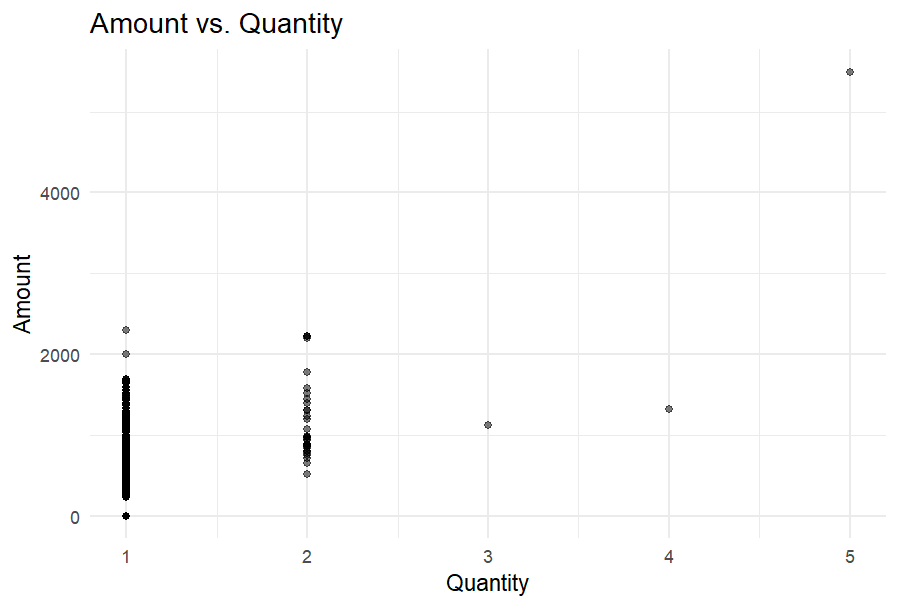 Amount vs. Quantity
Amount
4000
2000
0
1 2 3 4 5
Quantity